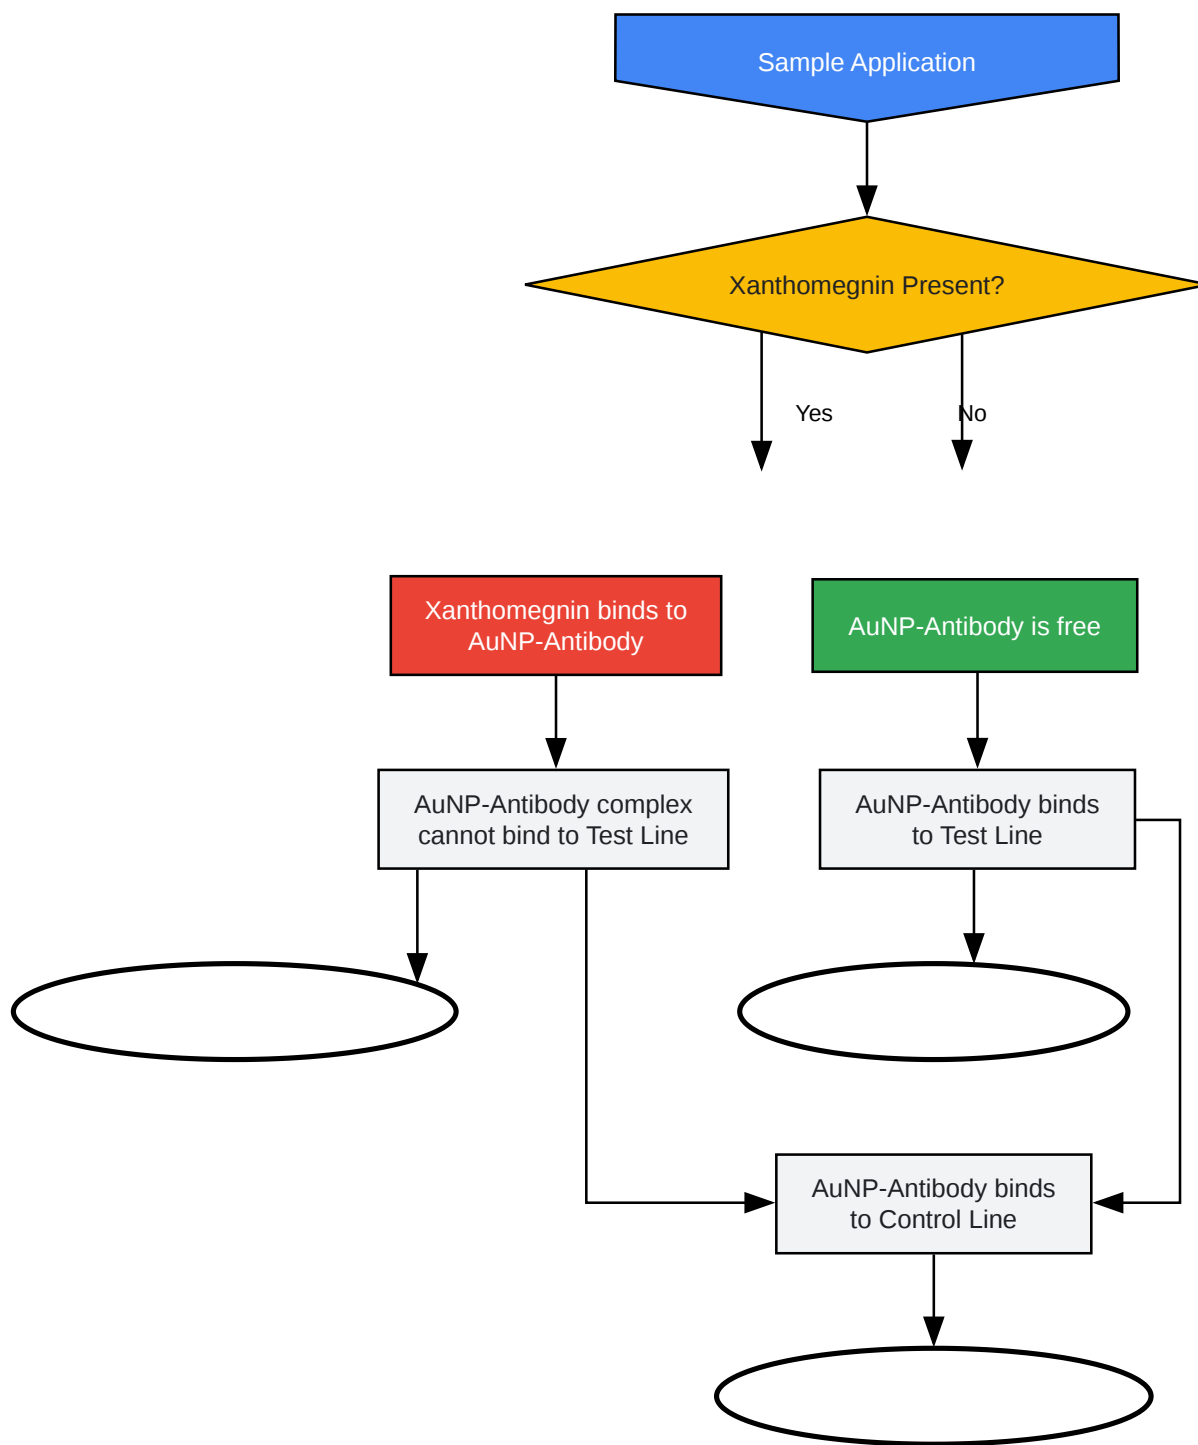 Sample Application
Xanthomegnin Present?
Yes
No
Xanthomegnin binds to
AuNP-Antibody
AuNP-Antibody is free
AuNP-Antibody complex
cannot bind to Test Line
AuNP-Antibody binds
to Test Line
AuNP-Antibody binds
to Control Line